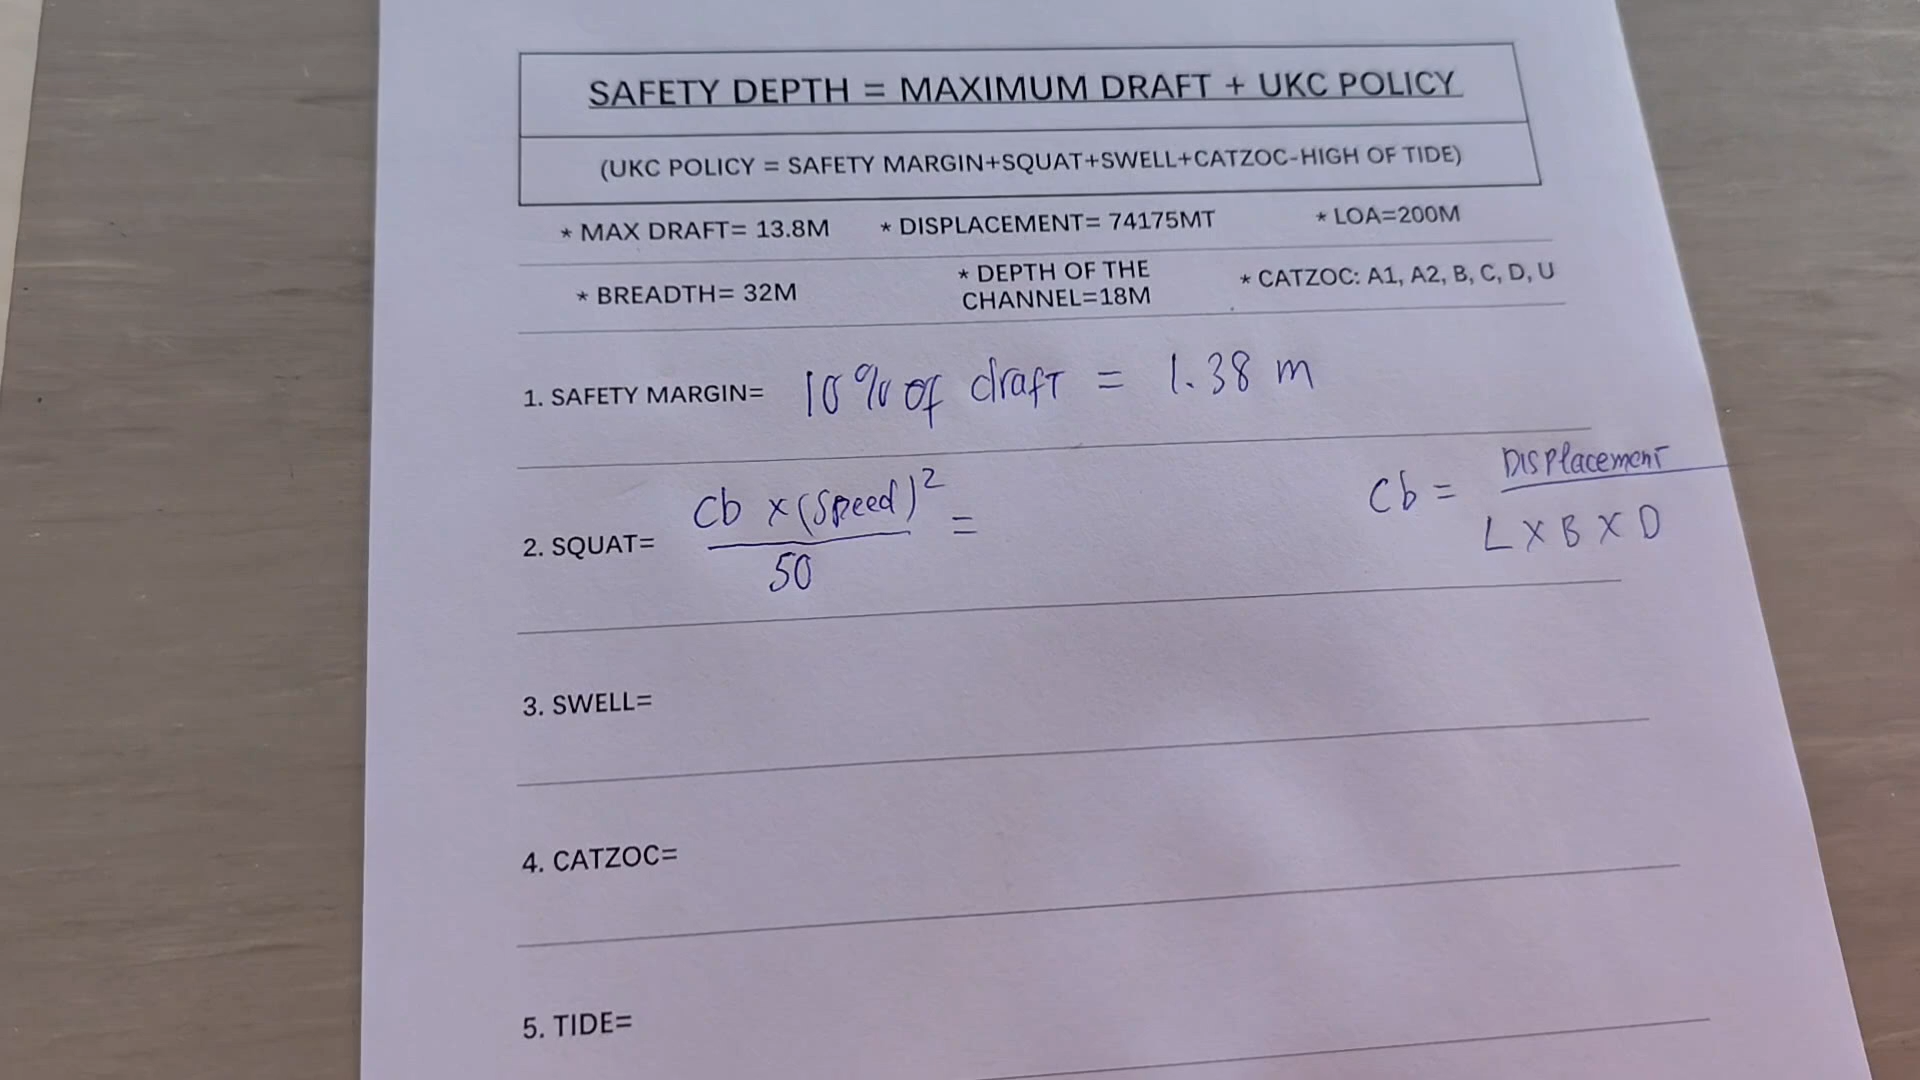 SAFETY DEPTH = MAXIMUM DRAFT + UKC POLICY
(UKC POLICY = SAFETY MARGIN+SQUAT+SWELL+CATZOC-HIGH OF TIDE)
* MAX DRAFT= 13.8M * DISPLACEMENT= 74175MT * LOA=200M
* BREADTH= 32M * DEPTH OF THE CHANNEL=18M * CATZOC: A1, A2, B, C, D, U
1. SAFETY MARGIN= 10% of draft = 1.38 m
2. SQUAT= Cb x (Speed)² / 50 =
Cb = Displacement / L X B X D
3. SWELL=
4. CATZOC=
5. TIDE=